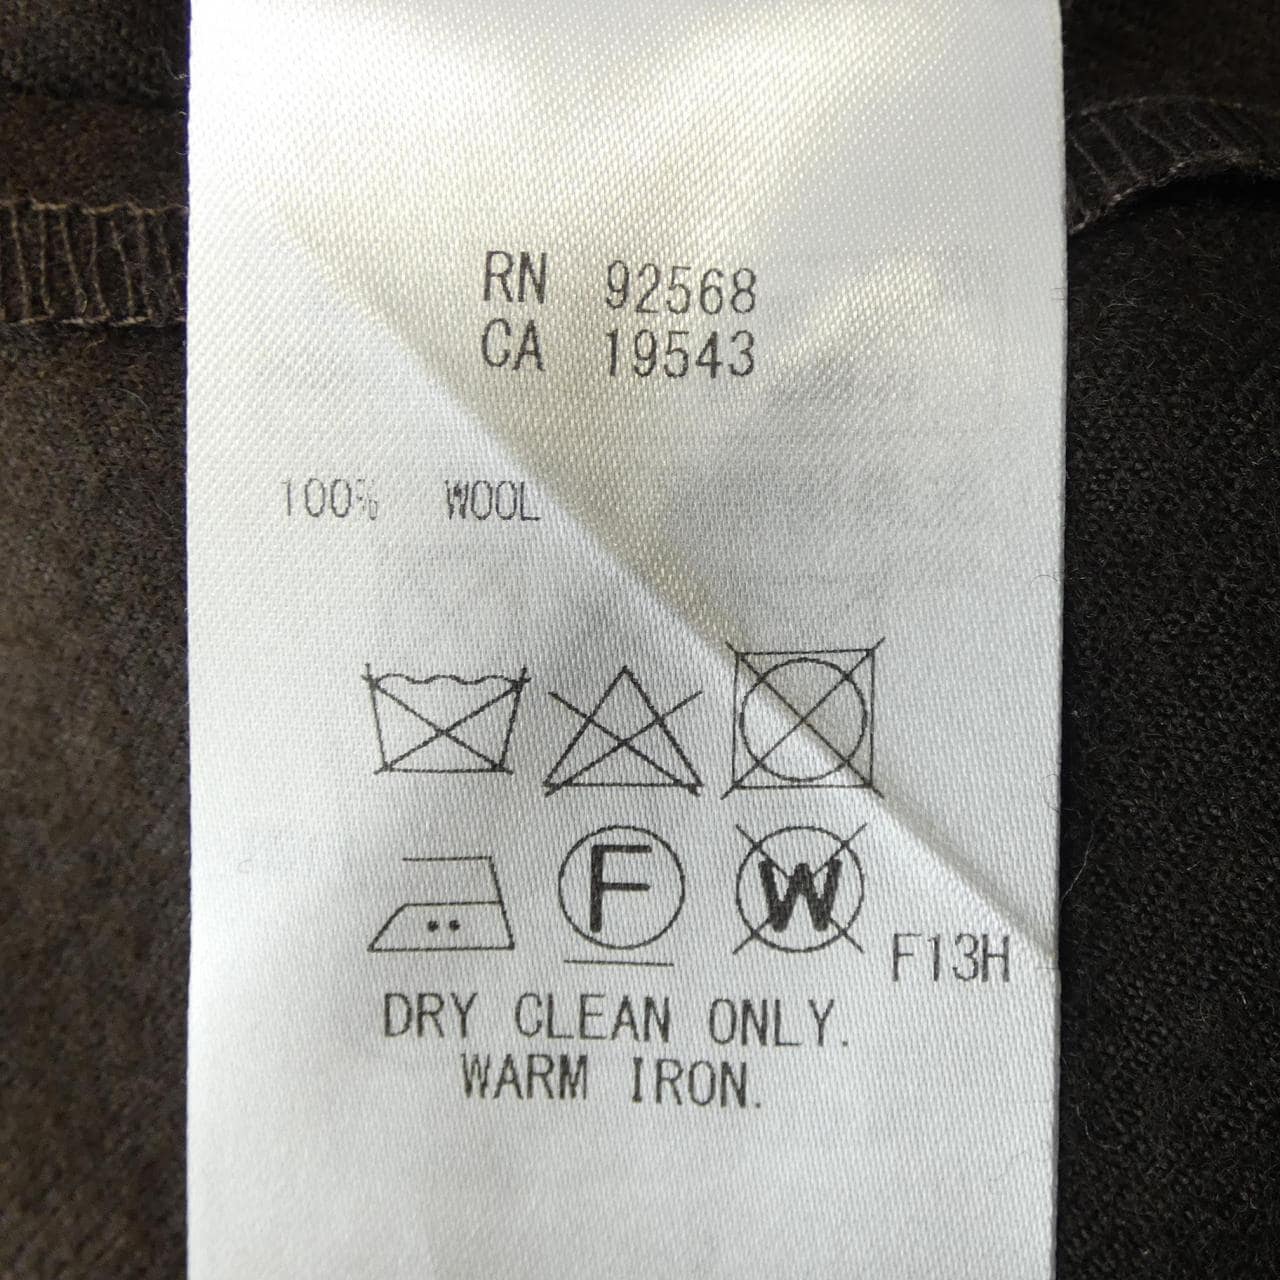 RN 92568
CA 19543
100% WOOL
F
W
F13H
DRY CLEAN ONLY.
WARM IRON.